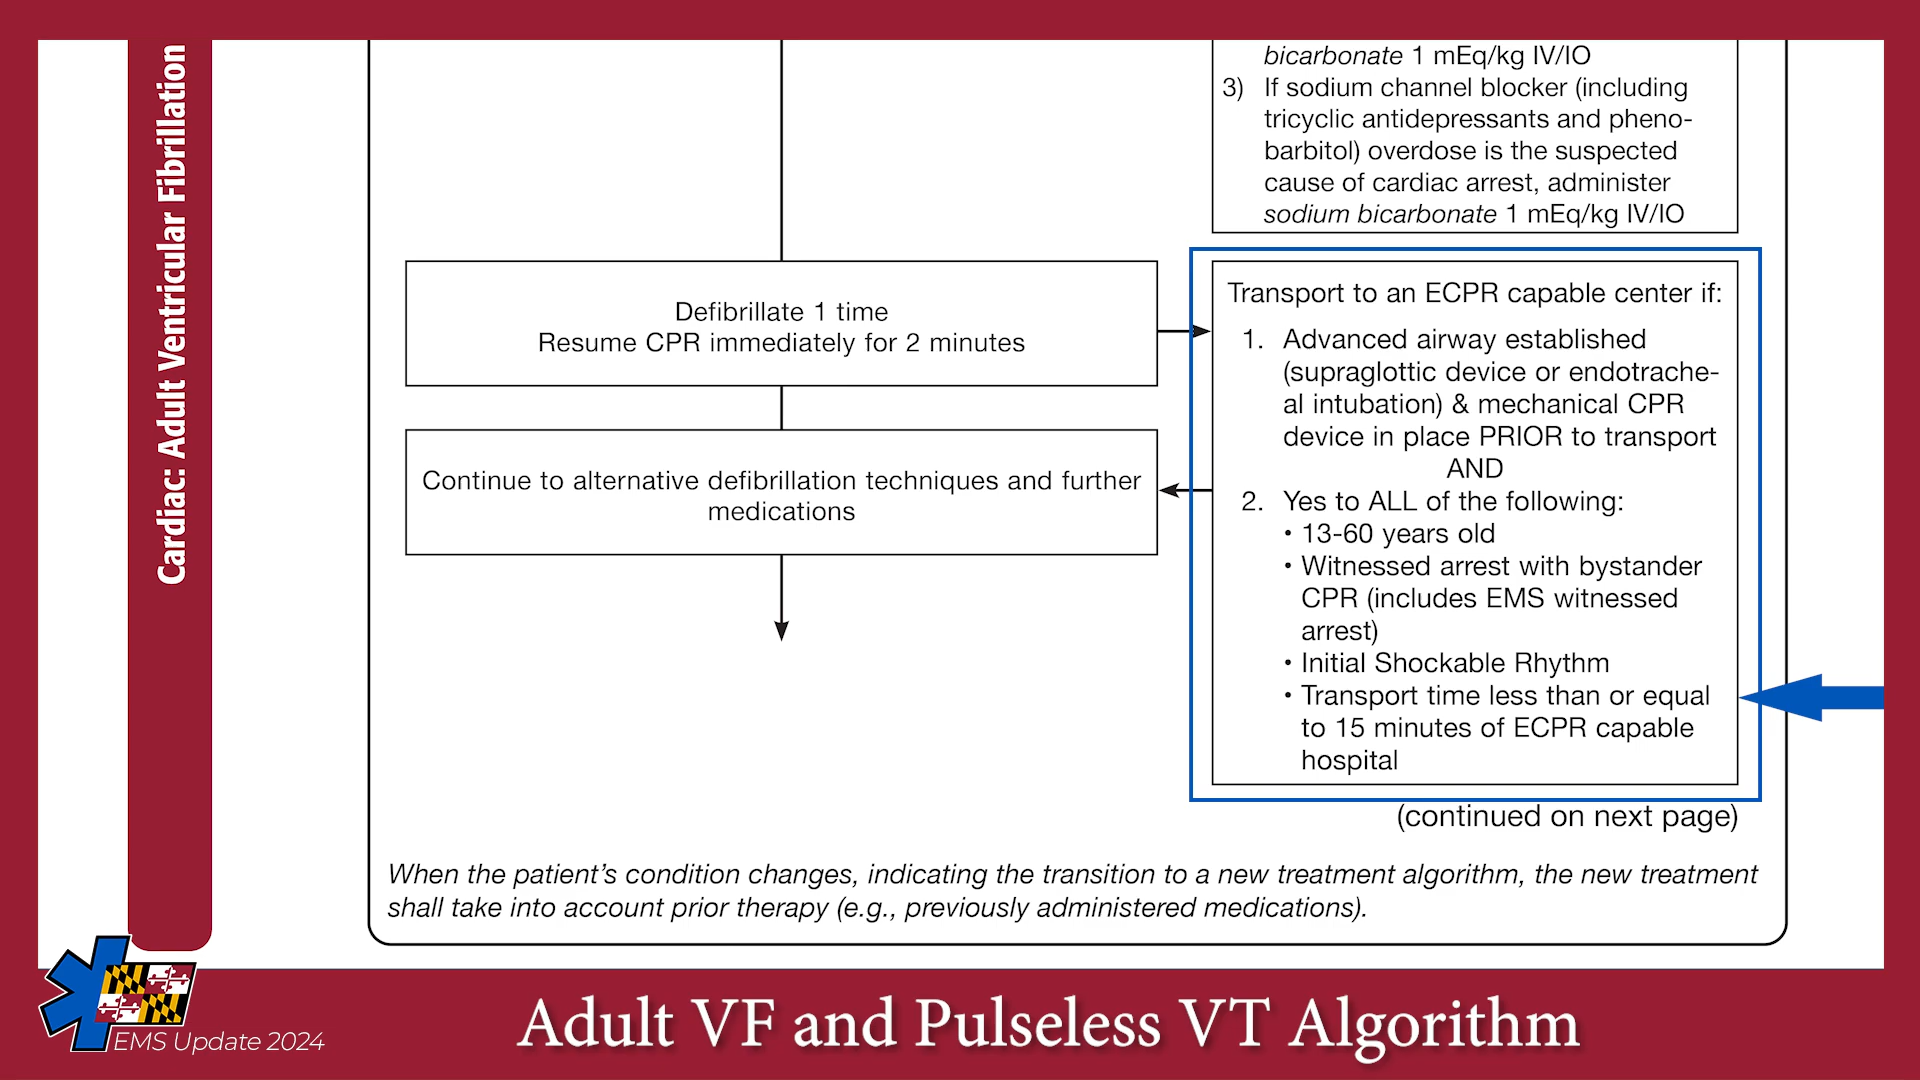 Cardiac: Adult Ventricular Fibrillation
bicarbonate 1 mEq/kg IV/IO
3) If sodium channel blocker (including
tricyclic antidepressants and pheno-
barbitol) overdose is the suspected
cause of cardiac arrest, administer
sodium bicarbonate 1 mEq/kg IV/IO
Defibrillate 1 time
Resume CPR immediately for 2 minutes
Continue to alternative defibrillation techniques and further
medications
Transport to an ECPR capable center if:
1. Advanced airway established
(supraglottic device or endotrache-
al intubation) & mechanical CPR
device in place PRIOR to transport
AND
2. Yes to ALL of the following:
• 13-60 years old
• Witnessed arrest with bystander
CPR (includes EMS witnessed
arrest)
• Initial Shockable Rhythm
• Transport time less than or equal
to 15 minutes of ECPR capable
hospital
(continued on next page)
When the patient’s condition changes, indicating the transition to a new treatment algorithm, the new treatment
shall take into account prior therapy (e.g., previously administered medications).
EMS Update 2024
Adult VF and Pulseless VT Algorithm